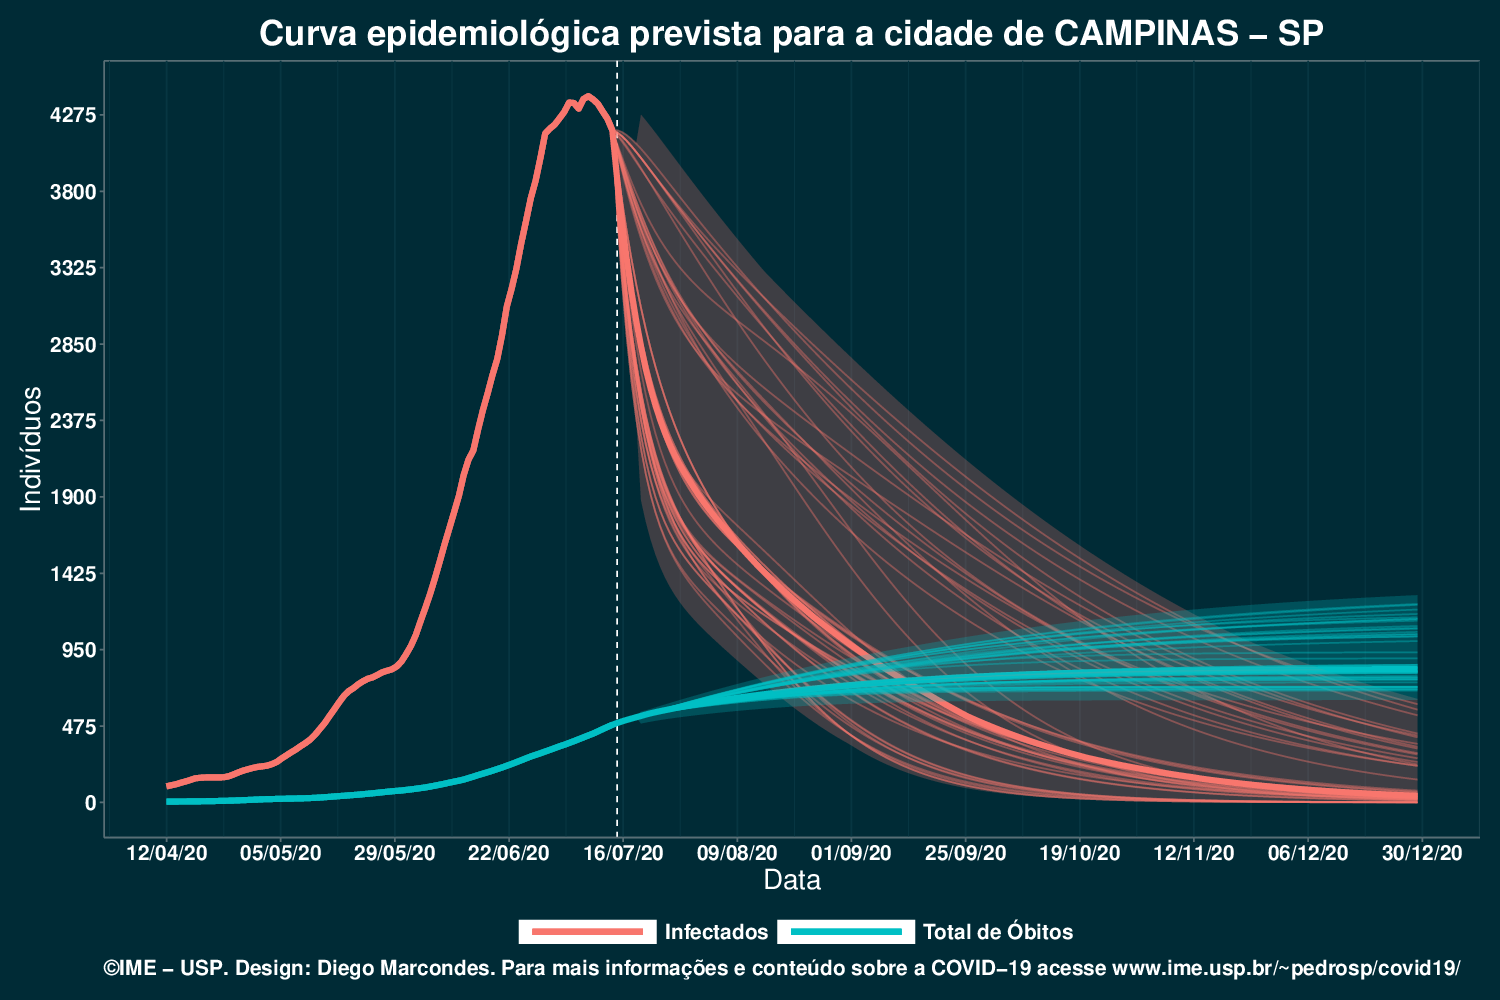 Curva epidemiológica prevista para a cidade de CAMPINAS – SP
Indivíduos
4275
3800
3325
2850
2375
1900
1425
950
475
0
12/04/20 05/05/20 29/05/20 22/06/20 16/07/20 09/08/20 01/09/20 25/09/20 19/10/20 12/11/20 06/12/20 30/12/20
Data
Infectados Total de Óbitos
©IME – USP. Design: Diego Marcondes. Para mais informações e conteúdo sobre a COVID–19 acesse www.ime.usp.br/~pedrosp/covid19/